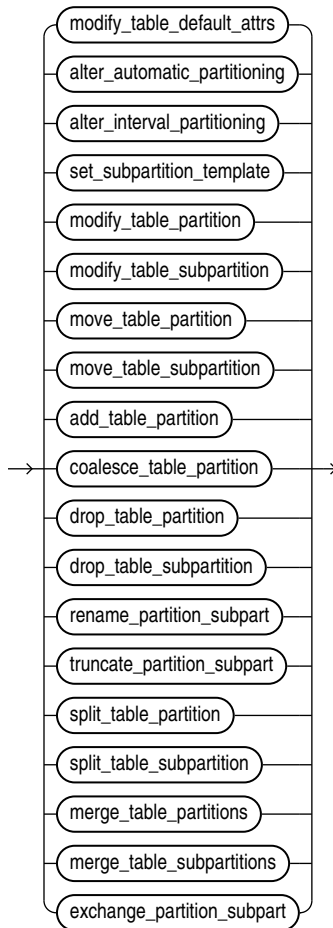 modify_table_default_attrs
alter_automatic_partitioning
alter_interval_partitioning
set_subpartition_template
modify_table_partition
modify_table_subpartition
move_table_partition
move_table_subpartition
add_table_partition
coalesce_table_partition
drop_table_partition
drop_table_subpartition
rename_partition_subpart
truncate_partition_subpart
split_table_partition
split_table_subpartition
merge_table_partitions
merge_table_subpartitions
exchange_partition_subpart